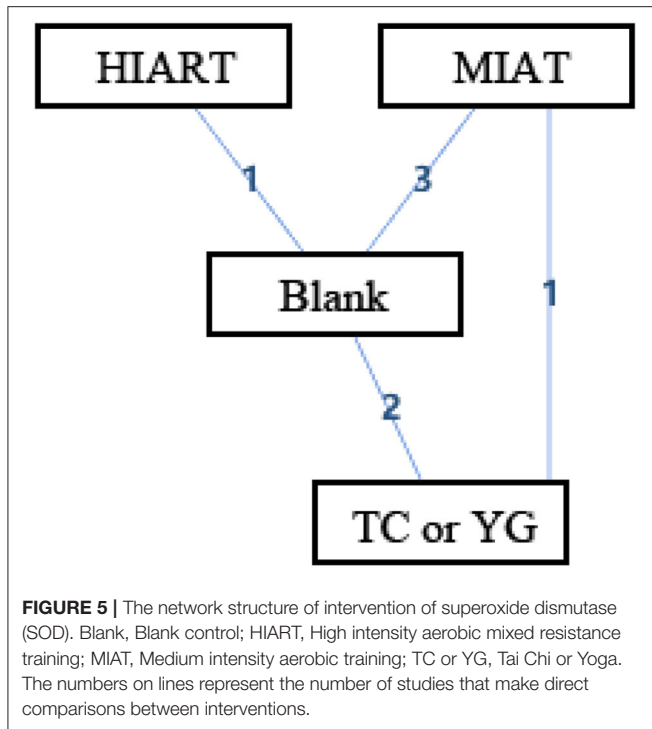 HIART
MIAT
1
3
Blank
1
2
TC or YG
FIGURE 5 | The network structure of intervention of superoxide dismutase
(SOD). Blank, Blank control; HIART, High intensity aerobic mixed resistance
training; MIAT, Medium intensity aerobic training; TC or YG, Tai Chi or Yoga.
The numbers on lines represent the number of studies that make direct
comparisons between interventions.